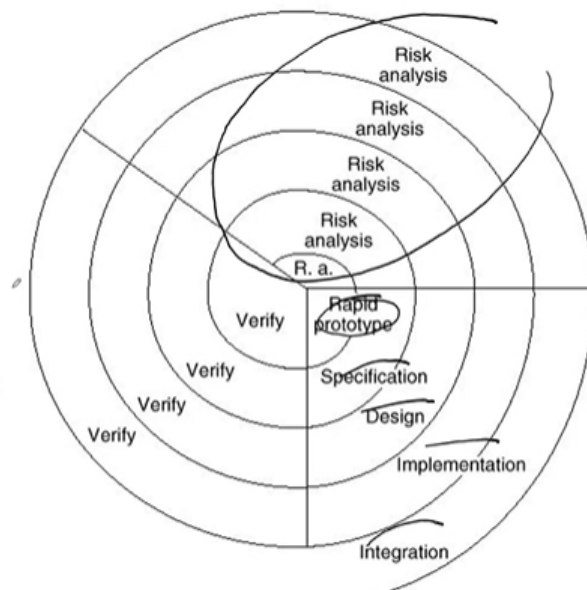 Risk
analysis
Risk
analysis
Risk
analysis
Risk
analysis
R. a.
Rapid
prototype
Verify
Specification
Verify
Design
Verify
Verify
Implementation
Integration